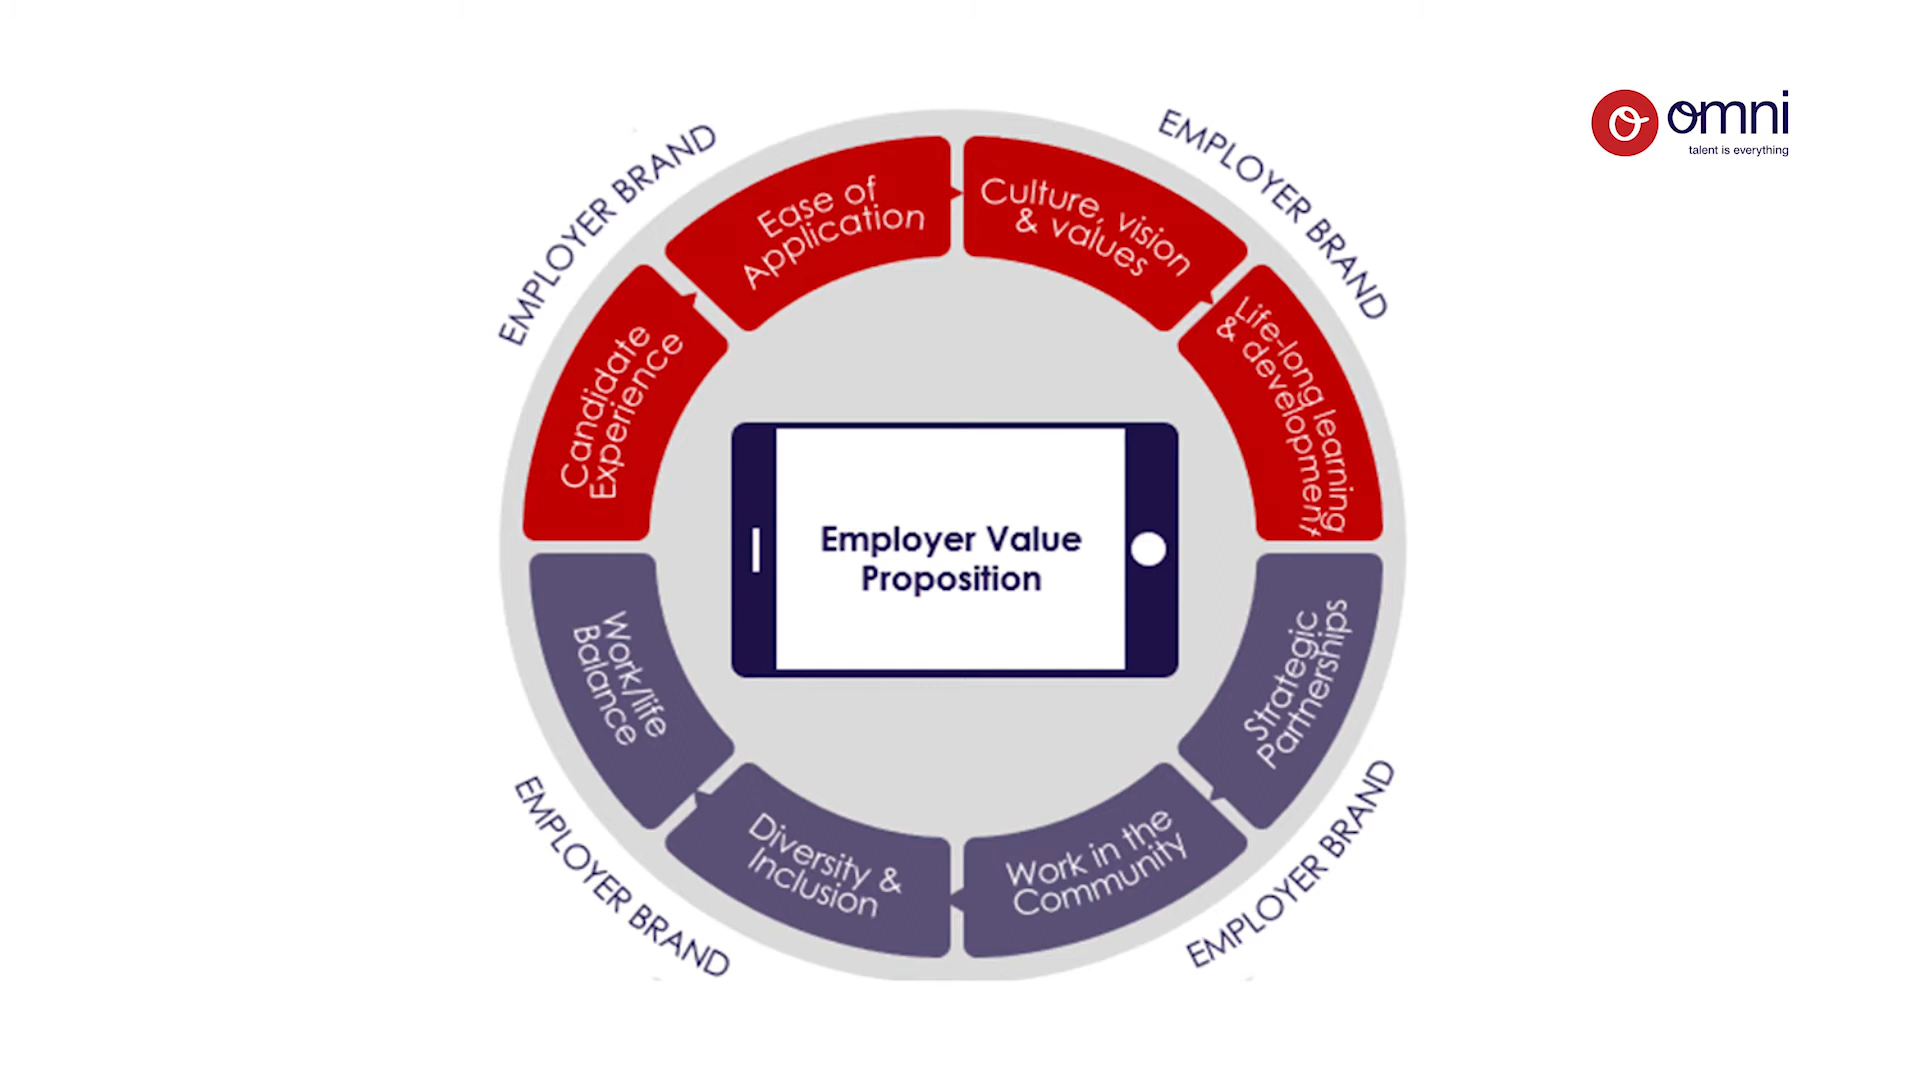 omni
talent is everything
EMPLOYER BRAND
EMPLOYER BRAND
Ease of
Application
Culture, vision
& values
Life-long learning
& development
Candidate
Experience
Employer Value
Proposition
Work/life
Balance
Strategic
Partnerships
Diversity &
Inclusion
Work in the
Community
EMPLOYER BRAND
EMPLOYER BRAND